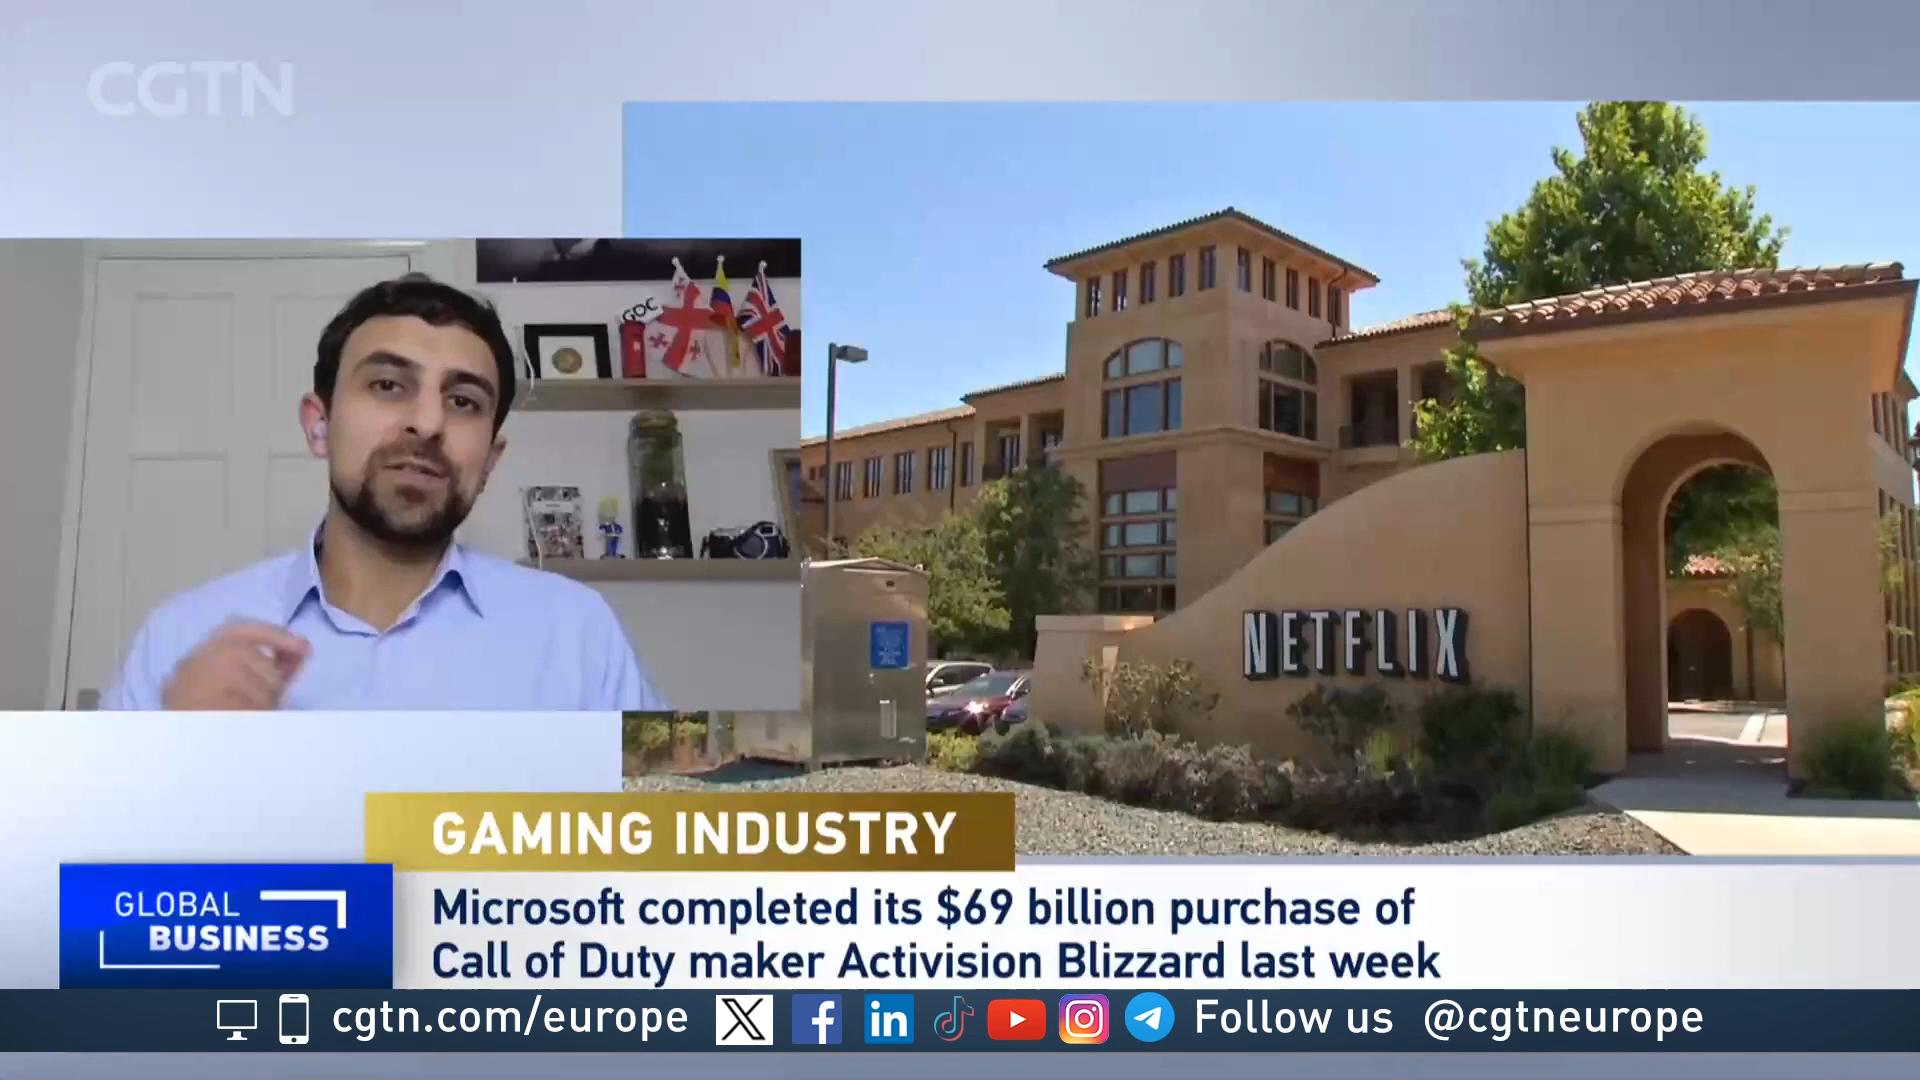 CGTN
GDC
NETFLIX
GAMING INDUSTRY
GLOBAL
BUSINESS
Microsoft completed its $69 billion purchase of
Call of Duty maker Activision Blizzard last week
cgtn.com/europe
Follow us @cgtneurope